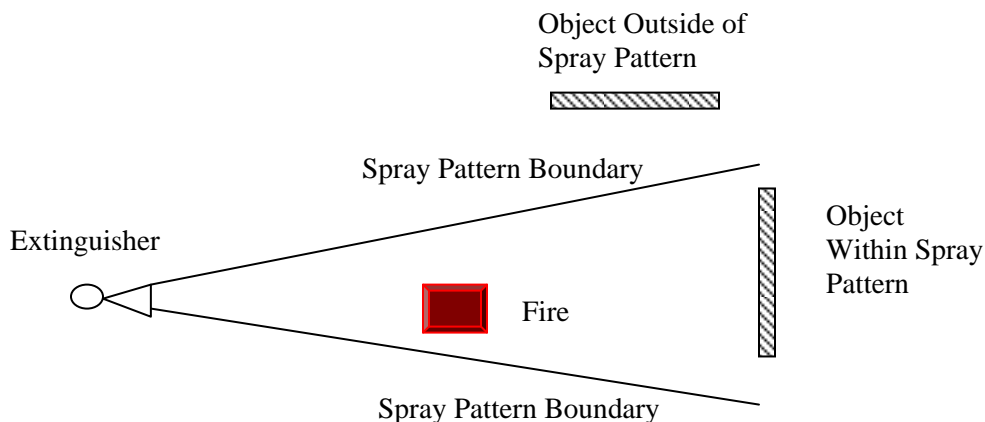 Object Outside of
Spray Pattern
Spray Pattern Boundary
Extinguisher
Object
Within Spray
Pattern
Fire
Spray Pattern Boundary